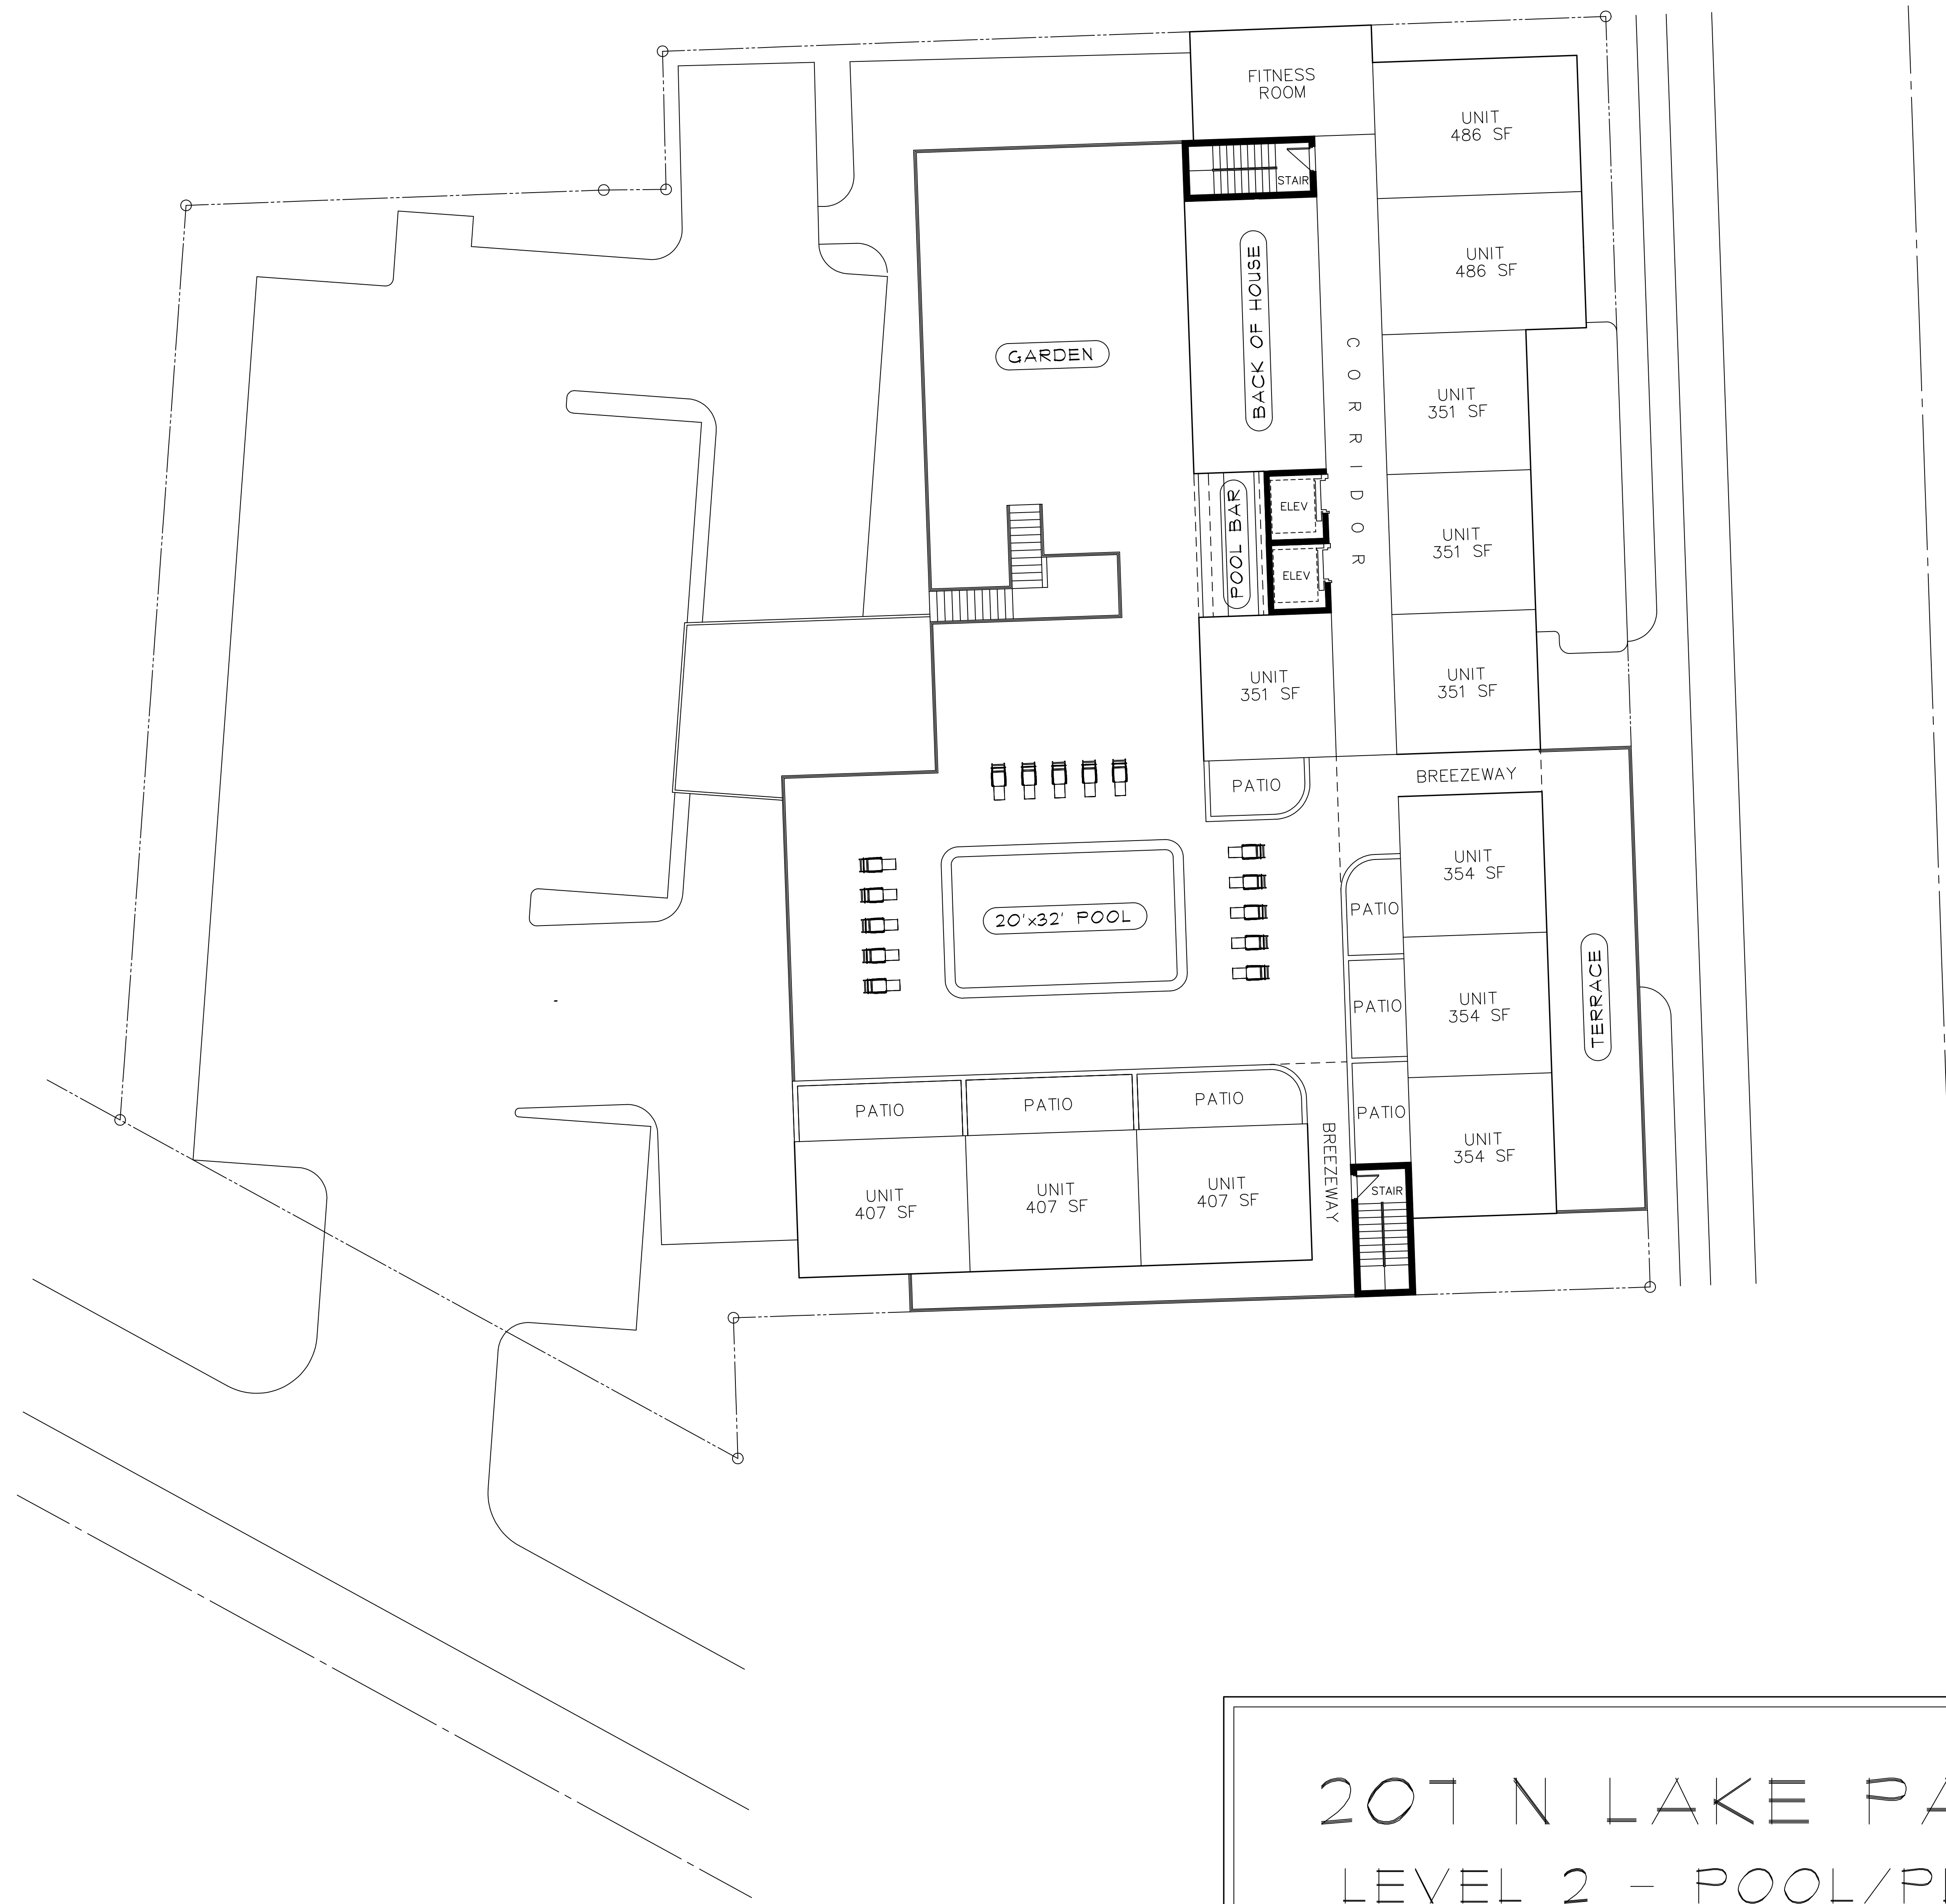 FITNESS
ROOM
UNIT
486 SF
STAIR
UNIT
486 SF
BACK OF HOUSE
GARDEN
CORRIDOR
UNIT
351 SF
POOL BAR
ELEV
UNIT
351 SF
ELEV
UNIT
351 SF
UNIT
351 SF
BREEZEWAY
PATIO
UNIT
354 SF
PATIO
20'x32' POOL
PATIO
UNIT
354 SF
TERRACE
PATIO
PATIO
PATIO
PATIO
UNIT
354 SF
BREEZEWAY
STAIR
UNIT
407 SF
UNIT
407 SF
UNIT
407 SF
207 N LAKE PA
LEVEL 2 - POOL/P